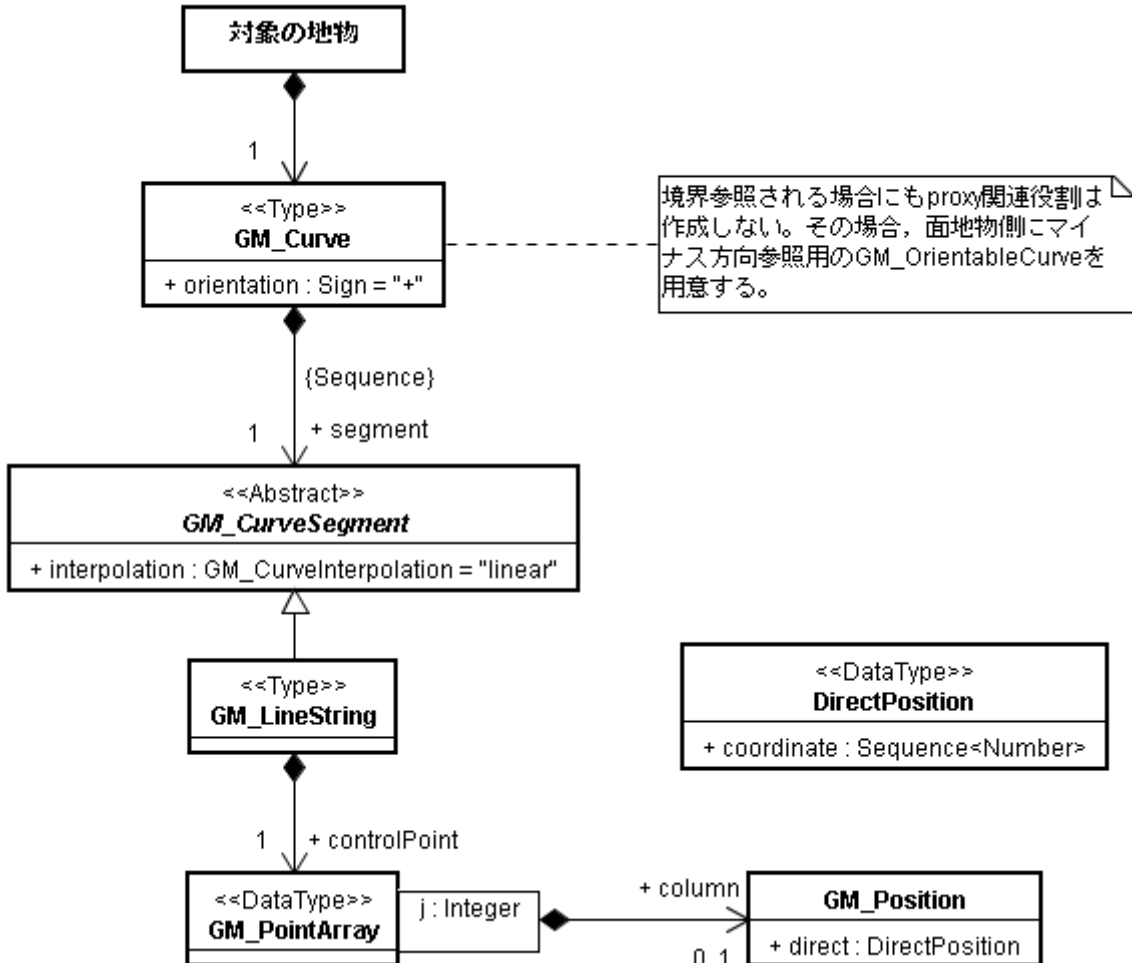 対象の地物
1
<<Type>>
GM_Curve
+ orientation : Sign = "+"
境界参照される場合にもproxy関連役割は
作成しない。その場合，面地物側にマイ
ナス方向参照用のGM_OrientableCurveを
用意する。
{Sequence}
1
+ segment
<<Abstract>>
GM_CurveSegment
+ interpolation : GM_CurveInterpolation = "linear"
<<Type>>
GM_LineString
<<DataType>>
DirectPosition
+ coordinate : Sequence<Number>
1
+ controlPoint
<<DataType>>
GM_PointArray
j : Integer
+ column
0..1
GM_Position
+ direct : DirectPosition